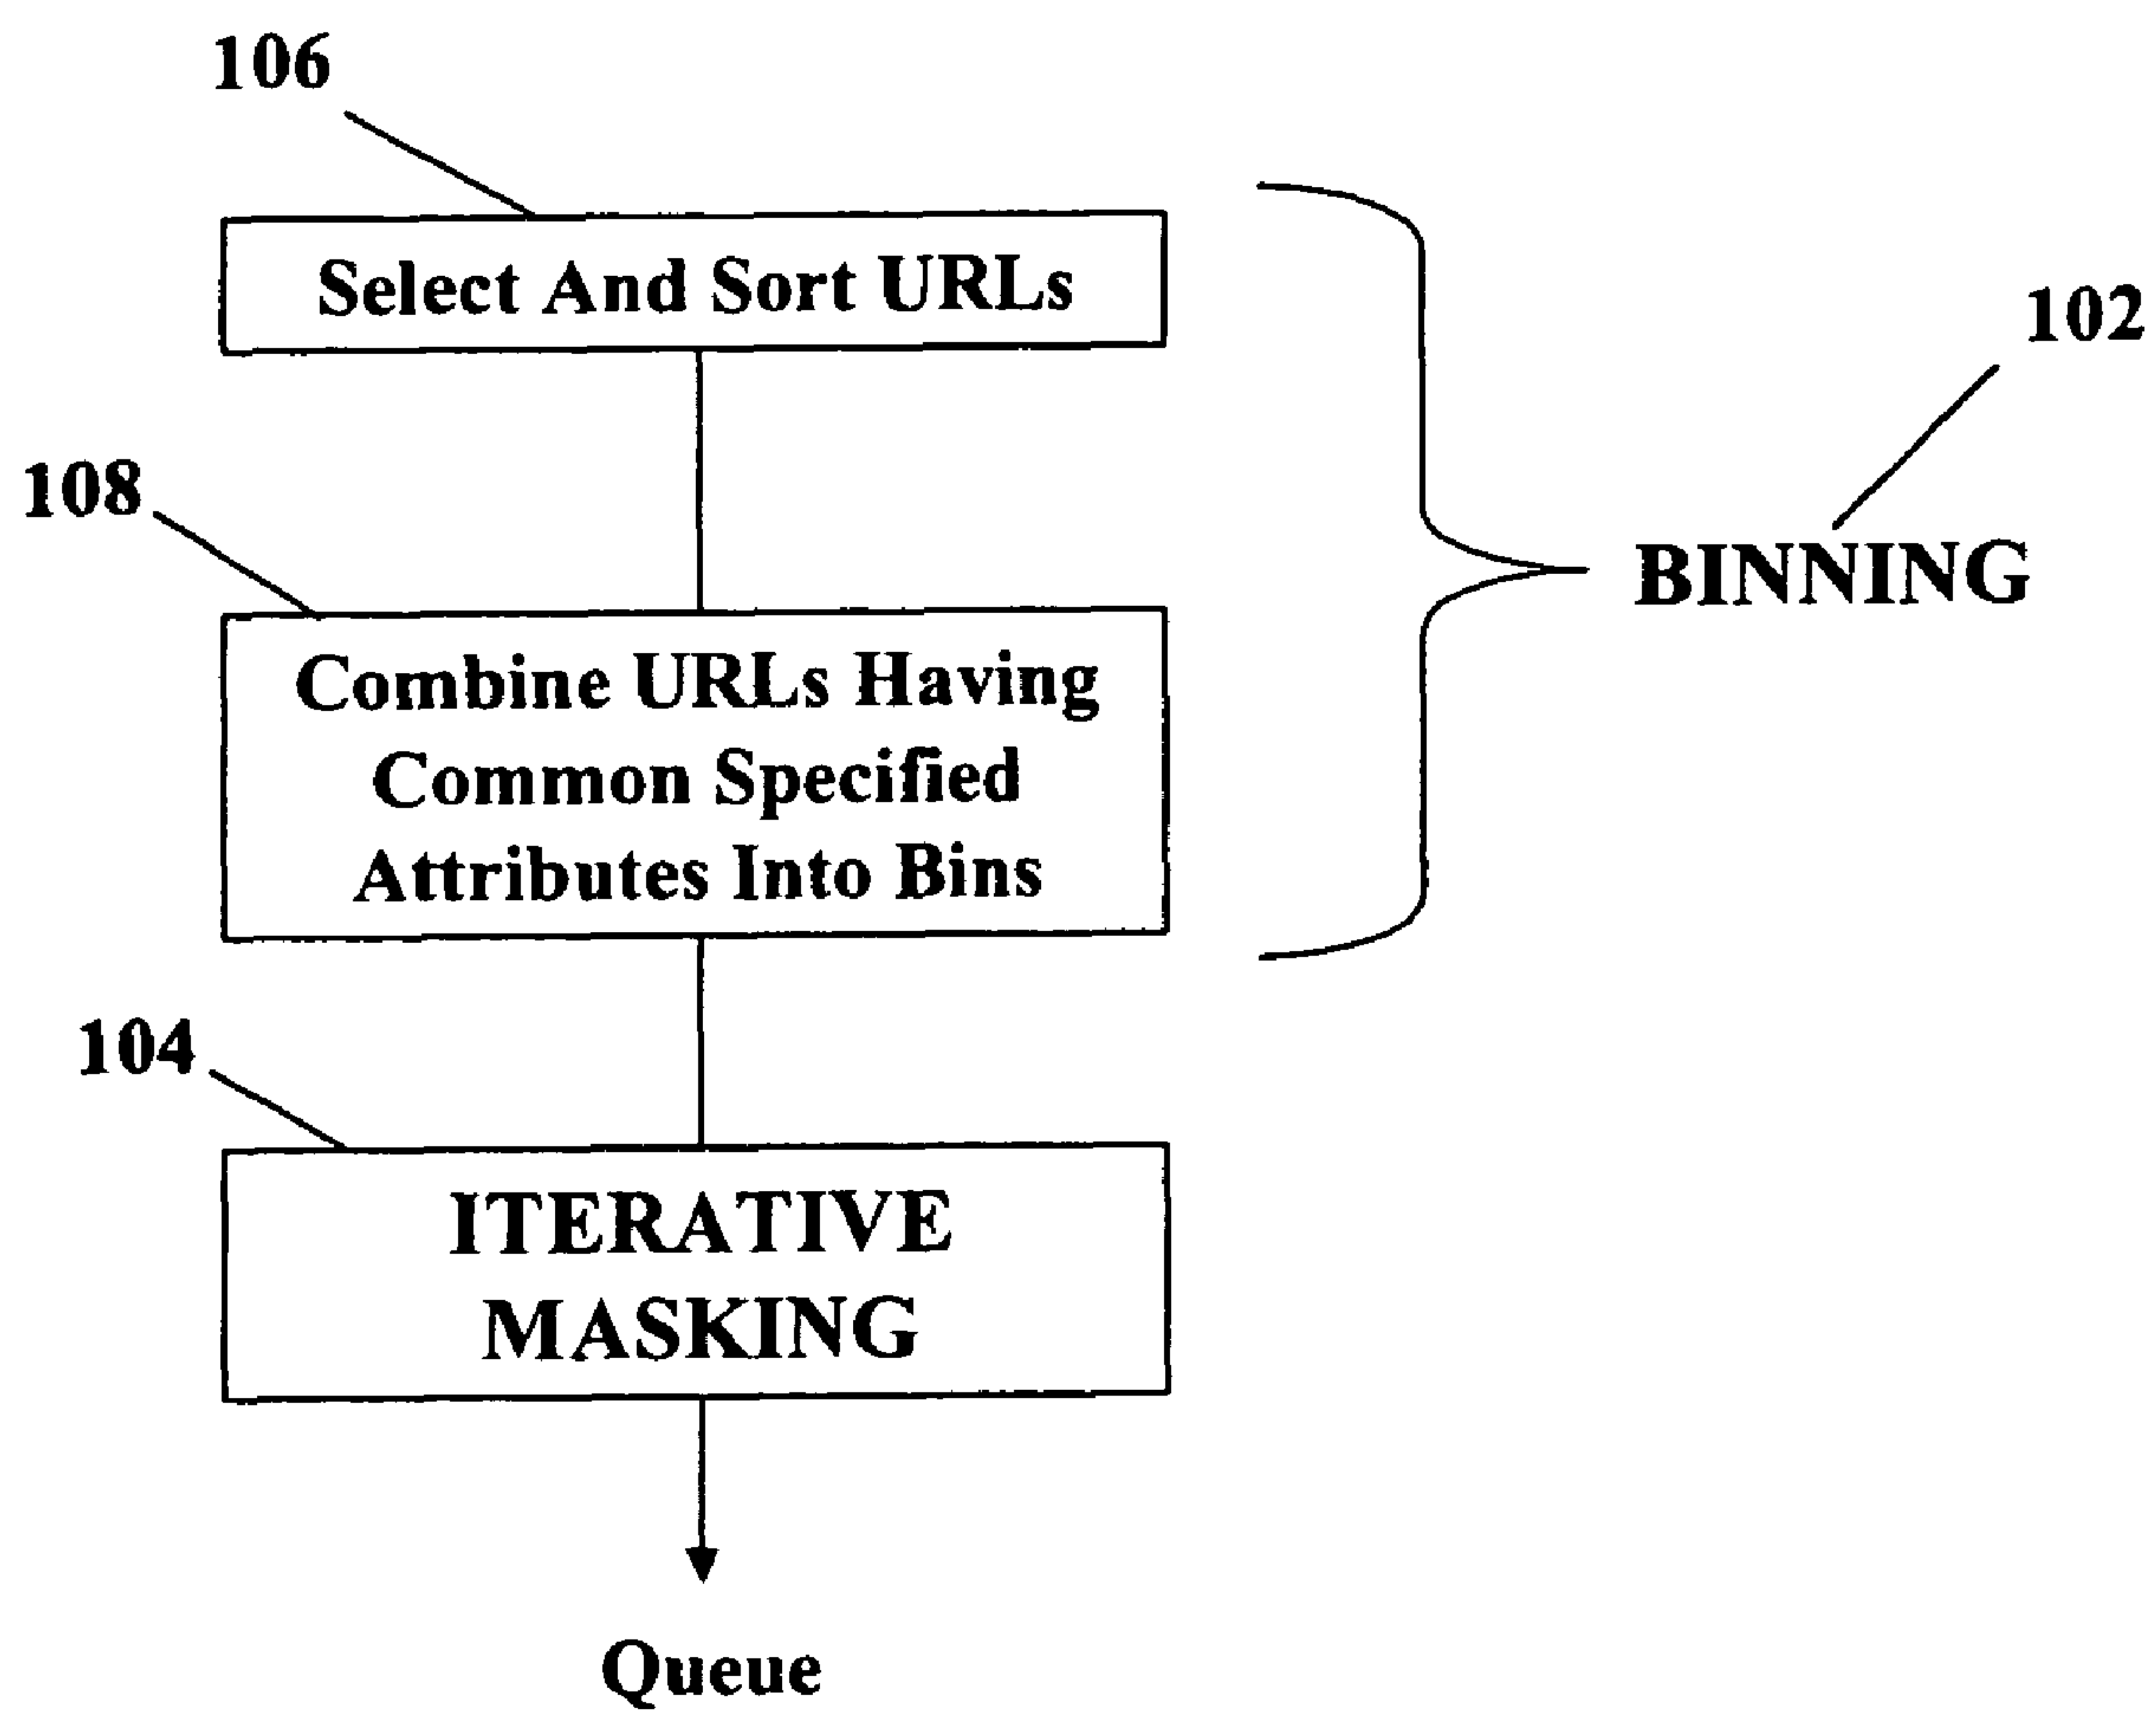 106
Select And Sort URLs
102
108
BINNING
Combine URLs Having
Common Specified
Attributes Into Bins
104
ITERATIVE
MASKING
Queue